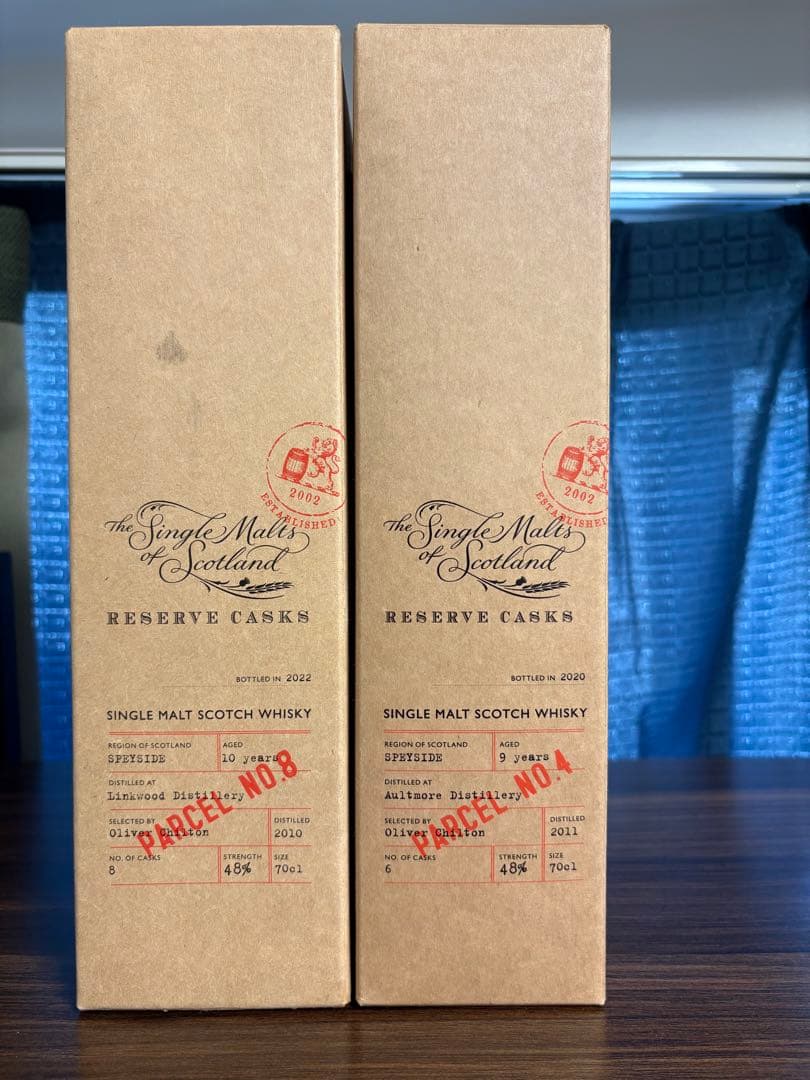 2002
ESTABLISHED
The Single Malts
of Scotland
RESERVE CASKS
BOTTLED IN 2022
SINGLE MALT SCOTCH WHISKY
REGION OF SCOTLAND AGED
SPEYSIDE 10 years
DISTILLED AT
Linkwood Distillery
PARCEL NO.8
SELECTED BY DISTILLED
Oliver Chilton 2010
NO. OF CASKS STRENGTH SIZE
8 48% 70cl
2002
ESTABLISHED
The Single Malts
of Scotland
RESERVE CASKS
BOTTLED IN 2020
SINGLE MALT SCOTCH WHISKY
REGION OF SCOTLAND AGED
SPEYSIDE 9 years
DISTILLED AT
Aultmore Distillery
PARCEL NO.4
SELECTED BY DISTILLED
Oliver Chilton 2011
NO. OF CASKS STRENGTH SIZE
6 48% 70cl